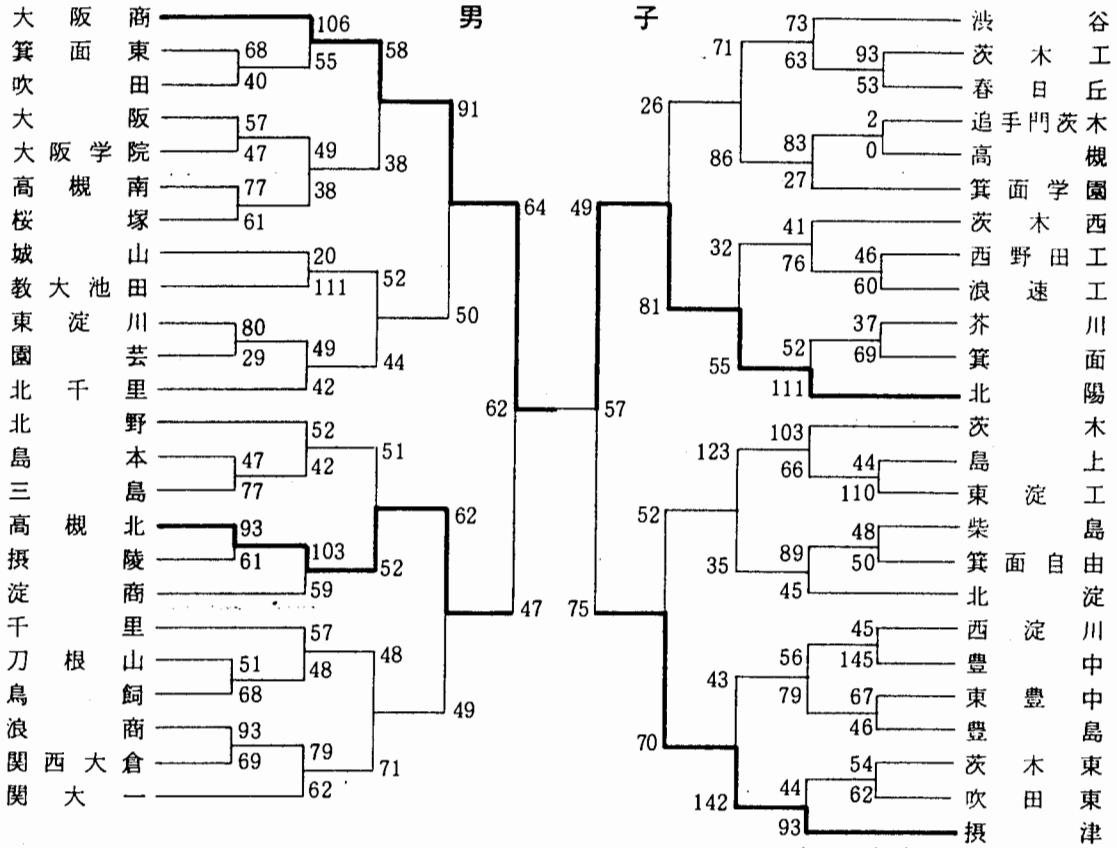 男子
大阪商
箕面東
吹田
大阪
大阪学院
高槻南
桜塚
城山
教大池田
東淀川
園芸
北千里
北野
島本
三島
高槻北
摂陵
淀商
千里
刀根山
鳥飼
浪商
関西大倉
関大一
106
55
68
40
57
47
77
61
49
38
20
111
80
29
49
42
52
42
47
77
93
61
103
59
57
48
51
68
93
69
79
62
58
38
52
44
51
52
48
71
91
50
62
49
64
47
62
57
49
75
26
81
52
70
71
86
32
55
123
35
43
142
73
63
93
53
2
0
83
27
41
76
46
60
37
69
52
111
103
66
44
110
48
50
89
45
45
145
56
79
67
46
54
62
44
93
渋谷
茨木工
春日丘
追手門茨木
高槻
箕面学園
茨木西
西野田工
浪速工
芥川
箕面
北陽
茨木
島上
東淀工
柴島
箕面自由
北淀
西淀川
豊中
東豊中
豊島
茨木東
吹田東
摂津